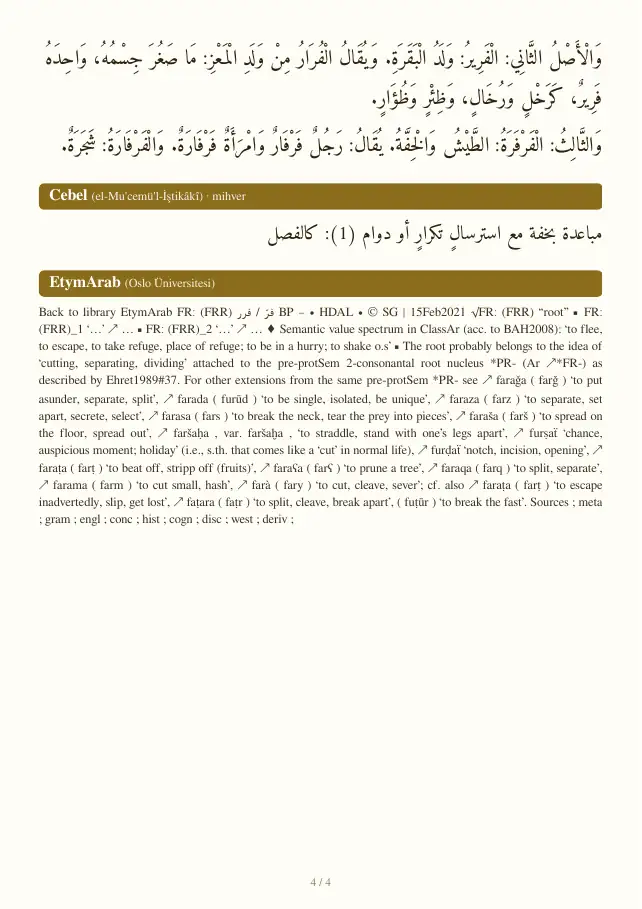 وَالْأَصْلُ الثَّانِي: الْفَرِيرُ: وَلَدُ الْبَقَرَةِ. وَيُقَالُ الْفُرَارُ مِنْ وَلَدِ الْمَعْزِ: مَا صَغُرَ جِسْمُهُ، وَاحِدَهُ
فَرِيرٌ، كَرَخْلٍ وَرُخَالٍ، وَظِئْرٍ وَظُؤَارٍ.
وَالثَّالِثُ: الْفَرْفَرَةُ: الطَّيْشُ وَالْخِفَّةُ. يُقَالُ: رَجُلٌ فَرْفَارٌ وَامْرَأَةٌ فَرْفَارَةٌ. وَالْفَرْفَارَةُ: شَجَرَةٌ.
Cebel (el-Mu'cemü'l-İştikâkî) · mihver
مباعدة بخفة مع استرسالٍ تكرارٍ أو دوام (1): كالفصل
EtymArab (Oslo Üniversitesi)
Back to library EtymArab FR: (FRR) فرّ / فرر BP – • HDAL • © SG | 15Feb2021 √FR: (FRR) “root” ▪ FR:
(FRR)_1 ‘…’ ↗ … ▪ FR: (FRR)_2 ‘…’ ↗ … ♦ Semantic value spectrum in ClassAr (acc. to BAH2008): ‘to flee,
to escape, to take refuge, place of refuge; to be in a hurry; to shake o.s’ ▪ The root probably belongs to the idea of
‘cutting, separating, dividing’ attached to the pre-protSem 2-consonantal root nucleus *PR- (Ar ↗*FR-) as
described by Ehret1989#37. For other extensions from the same pre-protSem *PR- see ↗ faraǧa ( farǧ ) ‘to put
asunder, separate, split’, ↗ farada ( furūd ) ‘to be single, isolated, be unique’, ↗ faraza ( farz ) ‘to separate, set
apart, secrete, select’, ↗ farasa ( fars ) ‘to break the neck, tear the prey into pieces’, ↗ faraša ( farš ) ‘to spread on
the floor, spread out’, ↗ faršaḥa , var. faršaḫa , ‘to straddle, stand with one’s legs apart’, ↗ furṣaẗ ‘chance,
auspicious moment; holiday’ (i.e., s.th. that comes like a ‘cut’ in normal life), ↗ furḍaẗ ‘notch, incision, opening’, ↗
faraṭa ( farṭ ) ‘to beat off, stripp off (fruits)’, ↗ faraʕa ( farʕ ) ‘to prune a tree’, ↗ faraqa ( farq ) ‘to split, separate’,
↗ farama ( farm ) ‘to cut small, hash’, ↗ farà ( fary ) ‘to cut, cleave, sever’; cf. also ↗ faraṭa ( farṭ ) ‘to escape
inadvertedly, slip, get lost’, ↗ faṭara ( faṭr ) ‘to split, cleave, break apart’, ( fuṭūr ) ‘to break the fast’. Sources ; meta
; gram ; engl ; conc ; hist ; cogn ; disc ; west ; deriv ;
4 / 4